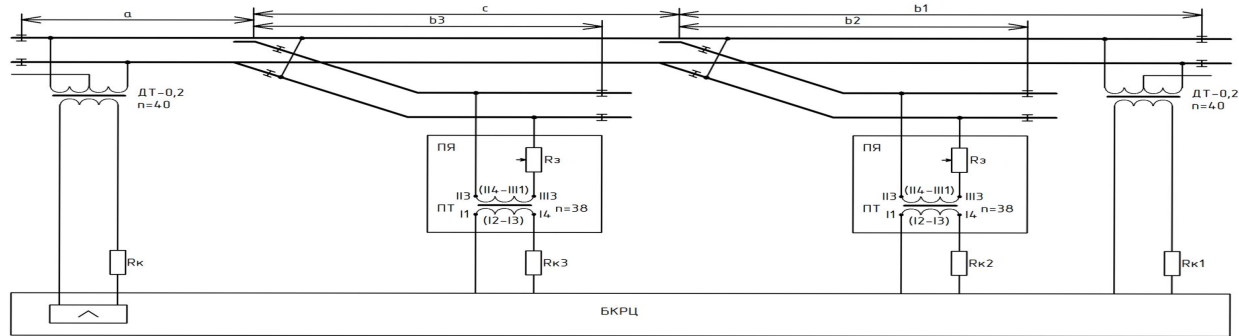 a
c
b1
b3
b2
ДТ-0,2
n=40
ДТ-0,2
n=40
ПЯ
Rэ
II3
(II4-III1)
III3
ПТ
I1
(I2-I3)
I4
n=38
ПЯ
Rэ
II3
(II4-III1)
III3
ПТ
I1
(I2-I3)
I4
n=38
Rк
Rк3
Rк2
Rк1
БКРЦ